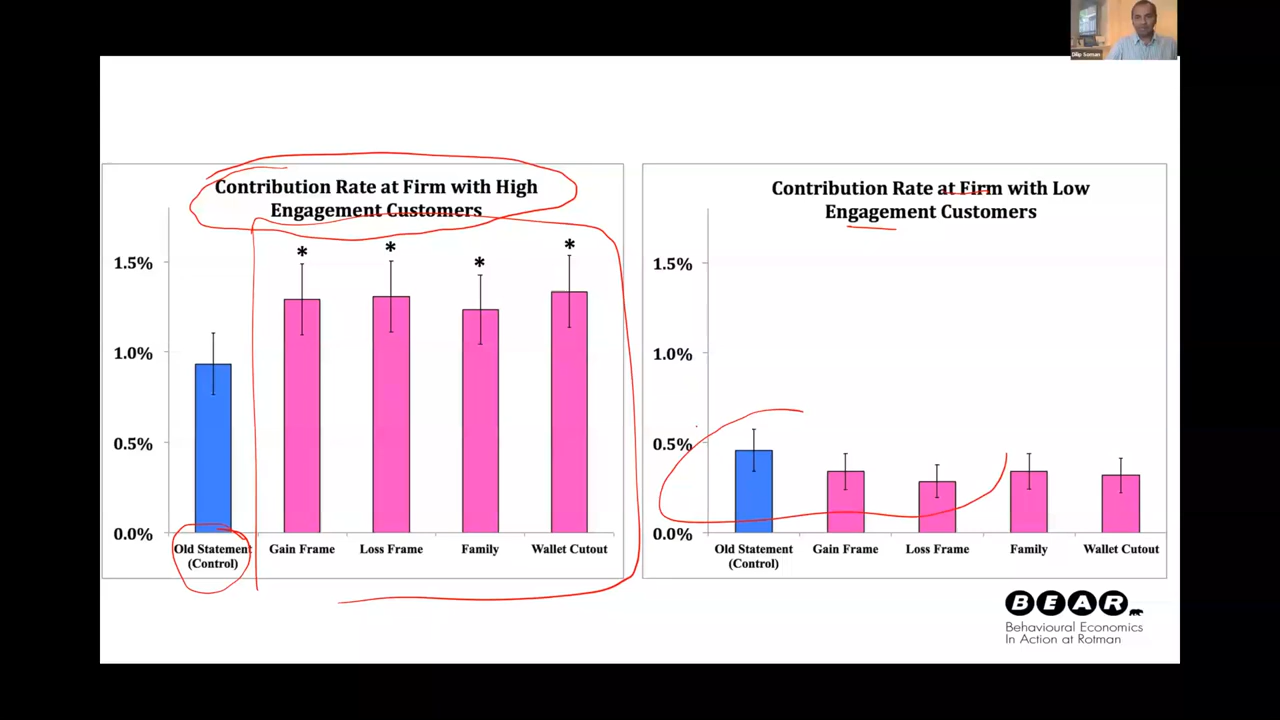 Dilip Soman
Contribution Rate at Firm with High
Engagement Customers
1.5%
1.0%
0.5%
0.0%
* * * *
Old Statement
(Control)
Gain Frame
Loss Frame
Family
Wallet Cutout
Contribution Rate at Firm with Low
Engagement Customers
1.5%
1.0%
0.5%
0.0%
Old Statement
(Control)
Gain Frame
Loss Frame
Family
Wallet Cutout
BEAR
Behavioural Economics
In Action at Rotman